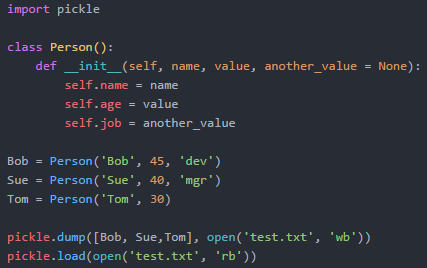 import pickle
class Person():
def __init__(self, name, value, another_value = None):
self.name = name
self.age = value
self.job = another_value
Bob = Person('Bob', 45, 'dev')
Sue = Person('Sue', 40, 'mgr')
Tom = Person('Tom', 30)
pickle.dump([Bob, Sue,Tom], open('test.txt', 'wb'))
pickle.load(open('test.txt', 'rb'))